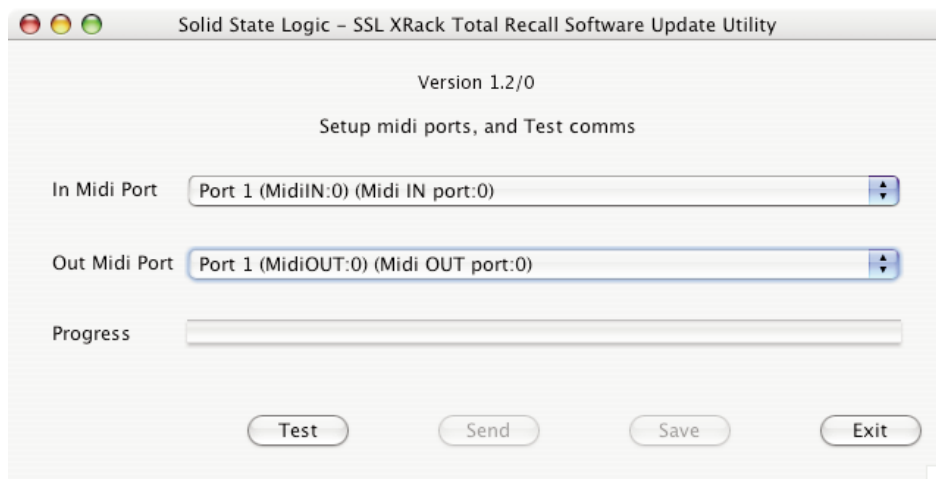 Solid State Logic – SSL XRack Total Recall Software Update Utility
Version 1.2/0
Setup midi ports, and Test comms
In Midi Port Port 1 (MidiIN:0) (Midi IN port:0)
Out Midi Port Port 1 (MidiOUT:0) (Midi OUT port:0)
Progress
Test Send Save Exit